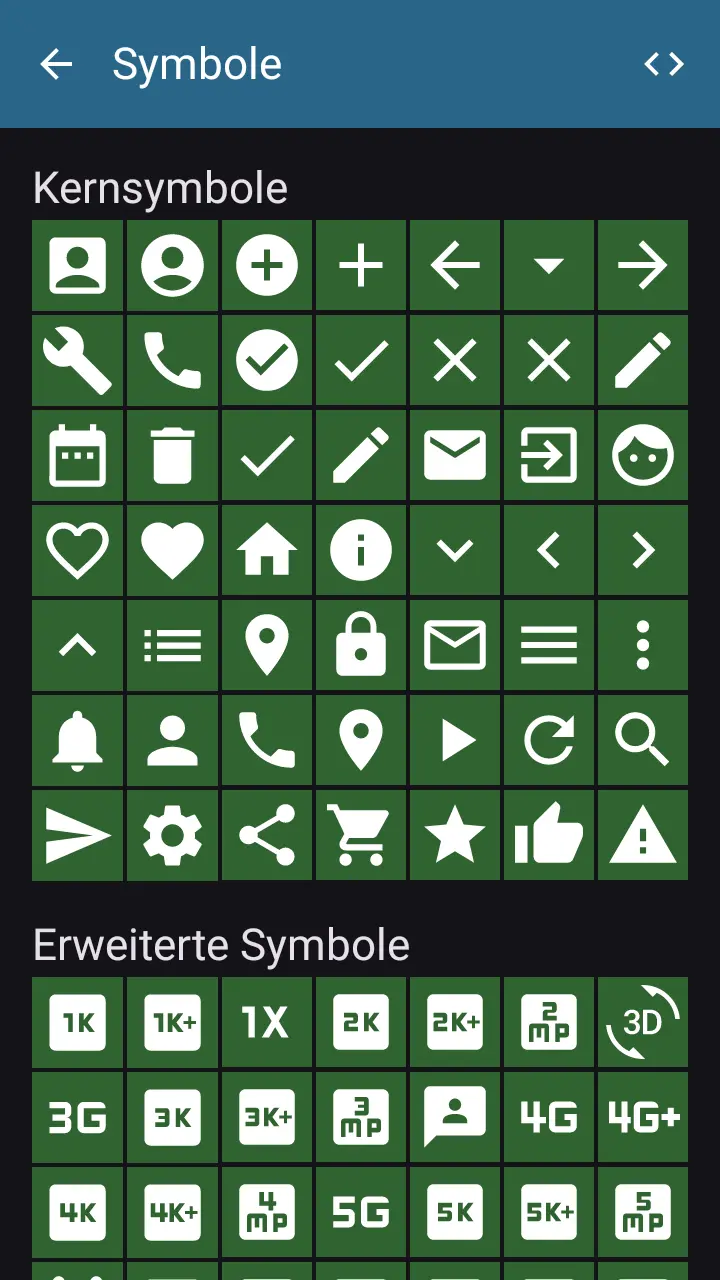 Symbole
Kernsymbole
Erweiterte Symbole
1K 1K+ 1X 2K 2K+ 2 MP 3D
3G 3K 3K+ 3 MP 4G 4G+
4K 4K+ 4 MP 5G 5K 5K+ 5 MP